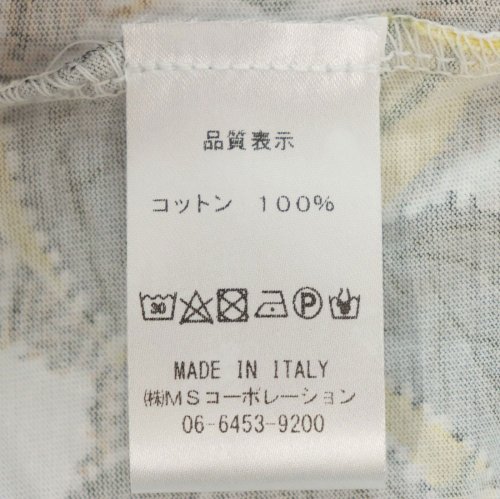 品質表示
コットン 100%
30 P
MADE IN ITALY
㈱MSコーポレーション
06-6453-9200